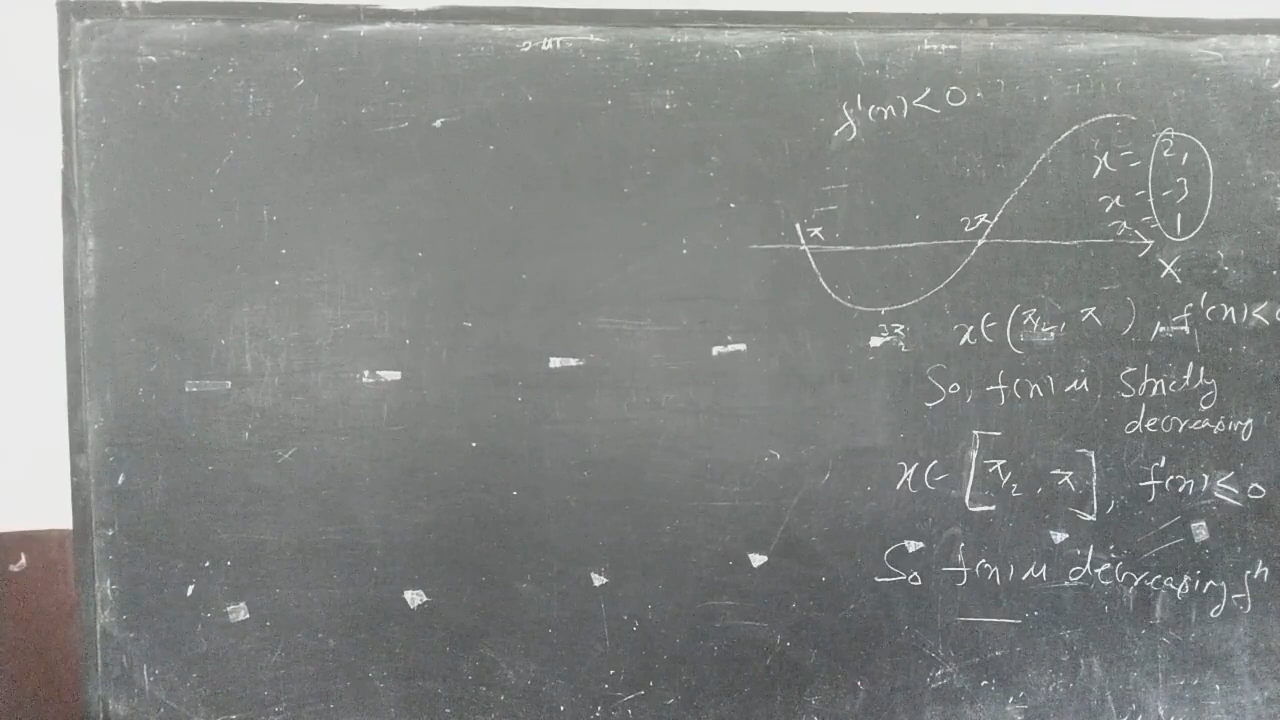 f'(x) < 0
x = 2,
x = -3
x = 1
π
2π
X
3π/2
x ∈ (π/2, π), f'(x) < 0
So, f(x) is Strictly
decreasing
x ∈ [π/2, π], f'(x) ≤ 0
So f(x) is decreasing fⁿ